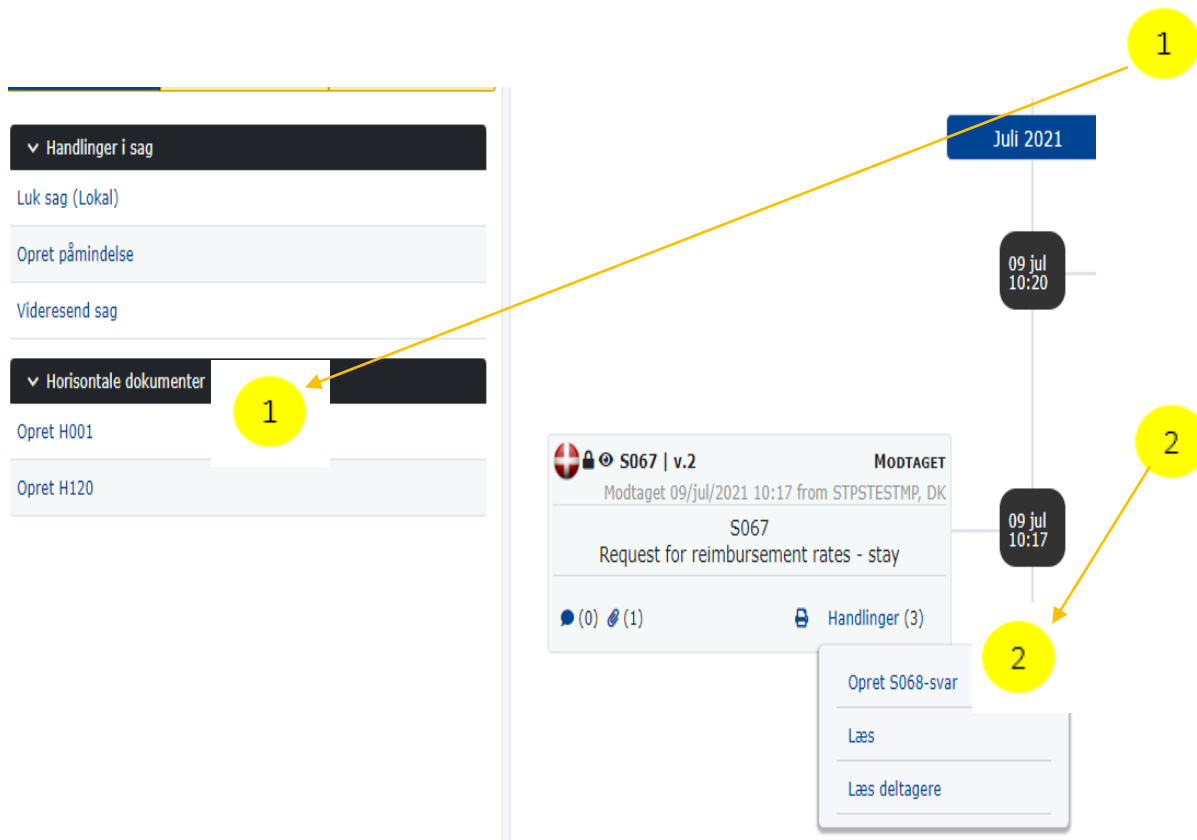 1
Handlinger i sag
Luk sag (Lokal)
Opret påmindelse
Videresend sag
Horisontale dokumenter
1
Opret H001
Opret H120
Juli 2021
09 jul
10:20
2
S067 | v.2 MODTAGET
Modtaget 09/jul/2021 10:17 from STPSTESTMP, DK
S067
Request for reimbursement rates - stay
09 jul
10:17
(0) (1) Handlinger (3)
2
Opret S068-svar
Læs
Læs deltagere